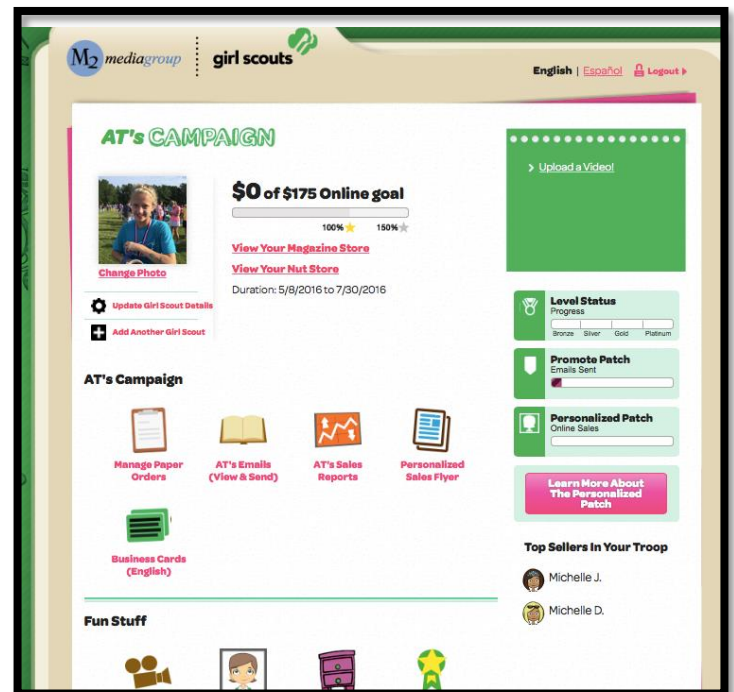 M2 mediagroup
girl scouts
English | Español Logout
AT's CAMPAIGN
$0 of $175 Online goal
100% 150%
View Your Magazine Store
View Your Nut Store
Duration: 5/8/2016 to 7/30/2016
Change Photo
Update Girl Scout Details
Add Another Girl Scout
AT's Campaign
Manage Paper
Orders
AT's Emails
(View & Send)
AT's Sales
Reports
Personalized
Sales Flyer
Business Cards
(English)
Fun Stuff
Upload a Video!
Level Status
Progress
Bronze Silver Gold Platinum
Promote Patch
Emails Sent
Personalized Patch
Online Sales
Learn More About
The Personalized
Patch
Top Sellers In Your Troop
Michelle J.
Michelle D.